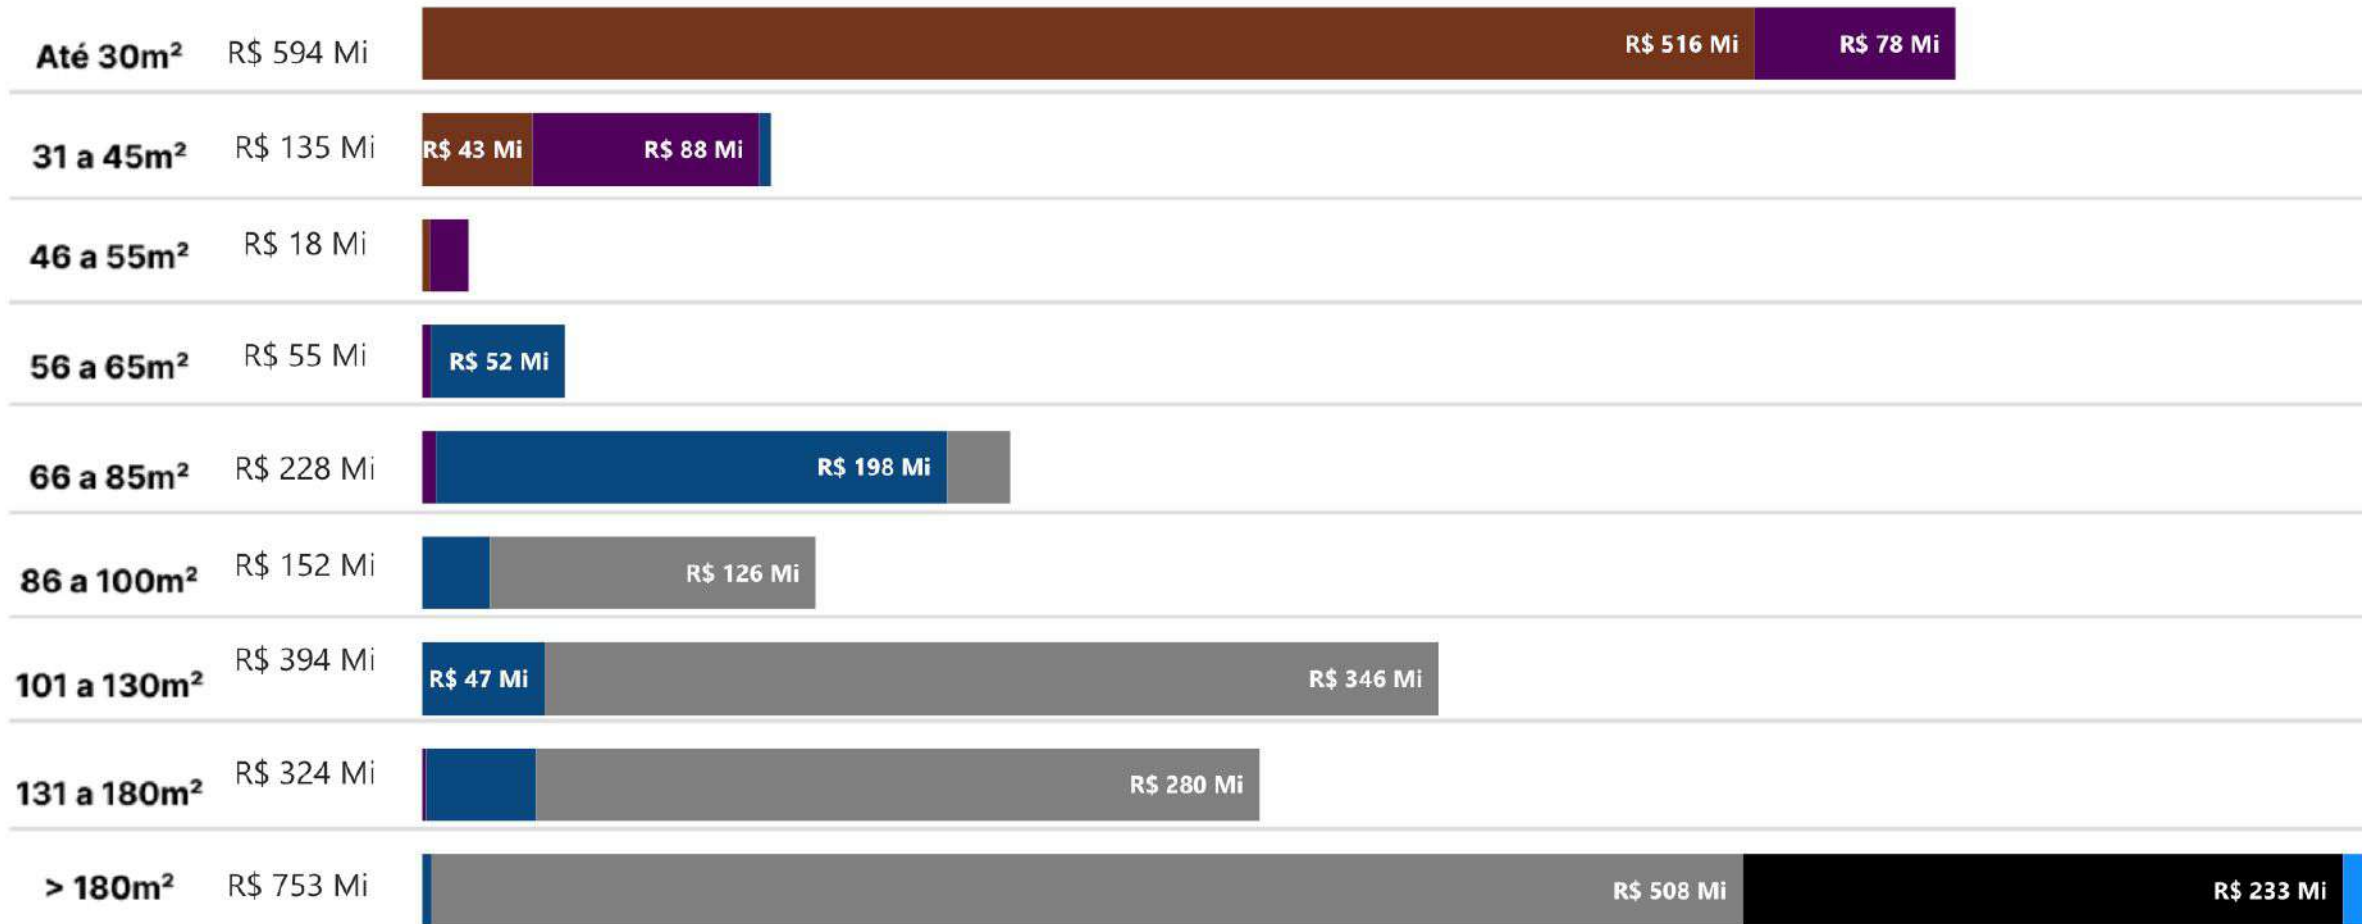 Até 30m² R$ 594 Mi R$ 516 Mi R$ 78 Mi
31 a 45m² R$ 135 Mi R$ 43 Mi R$ 88 Mi
46 a 55m² R$ 18 Mi
56 a 65m² R$ 55 Mi R$ 52 Mi
66 a 85m² R$ 228 Mi R$ 198 Mi
86 a 100m² R$ 152 Mi R$ 126 Mi
101 a 130m² R$ 394 Mi R$ 47 Mi R$ 346 Mi
131 a 180m² R$ 324 Mi R$ 280 Mi
> 180m² R$ 753 Mi R$ 508 Mi R$ 233 Mi